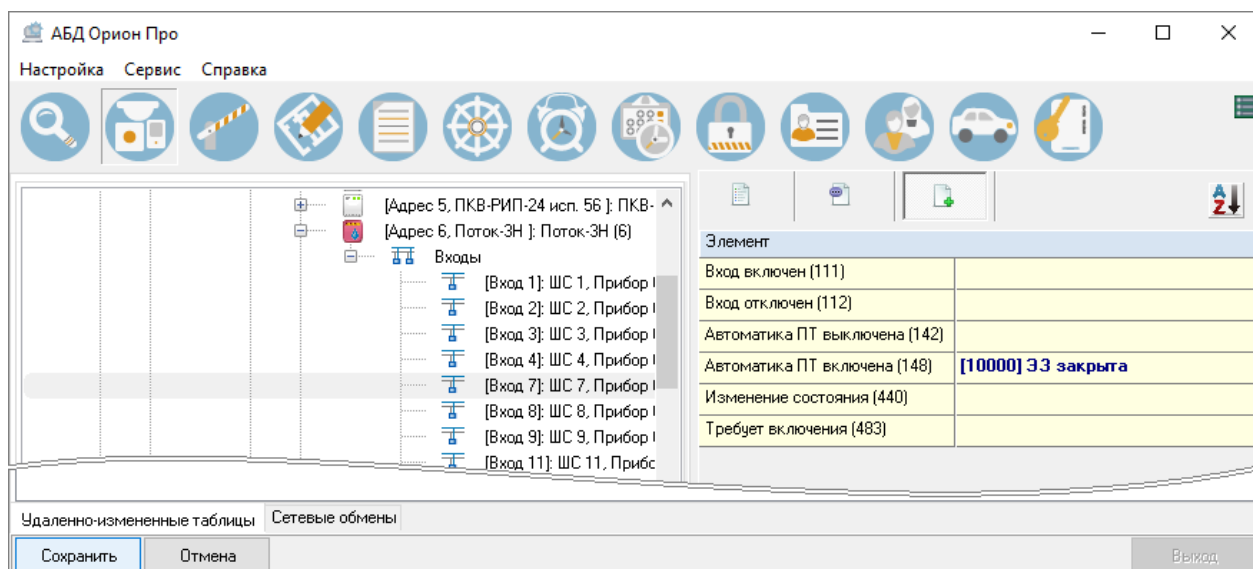 АБД Орион Про
Настройка Сервис Справка
[Адрес 5, ПКВ-РИП-24 исп. 56 ]: ПКВ-
[Адрес 6, Поток-3Н ]: Поток-3Н (6)
Входы
[Вход 1]: ШС 1, Прибор
[Вход 2]: ШС 2, Прибор
[Вход 3]: ШС 3, Прибор
[Вход 4]: ШС 4, Прибор
[Вход 7]: ШС 7, Прибор
[Вход 8]: ШС 8, Прибор
[Вход 9]: ШС 9, Прибор
[Вход 11]: ШС 11, Прибо
A
Z
Элемент
Вход включен (111)
Вход отключен (112)
Автоматика ПТ выключена (142)
Автоматика ПТ включена (148) [10000] ЭЗ закрыта
Изменение состояния (440)
Требует включения (483)
Удаленно-измененные таблицы Сетевые обмены
Сохранить Отмена Выход